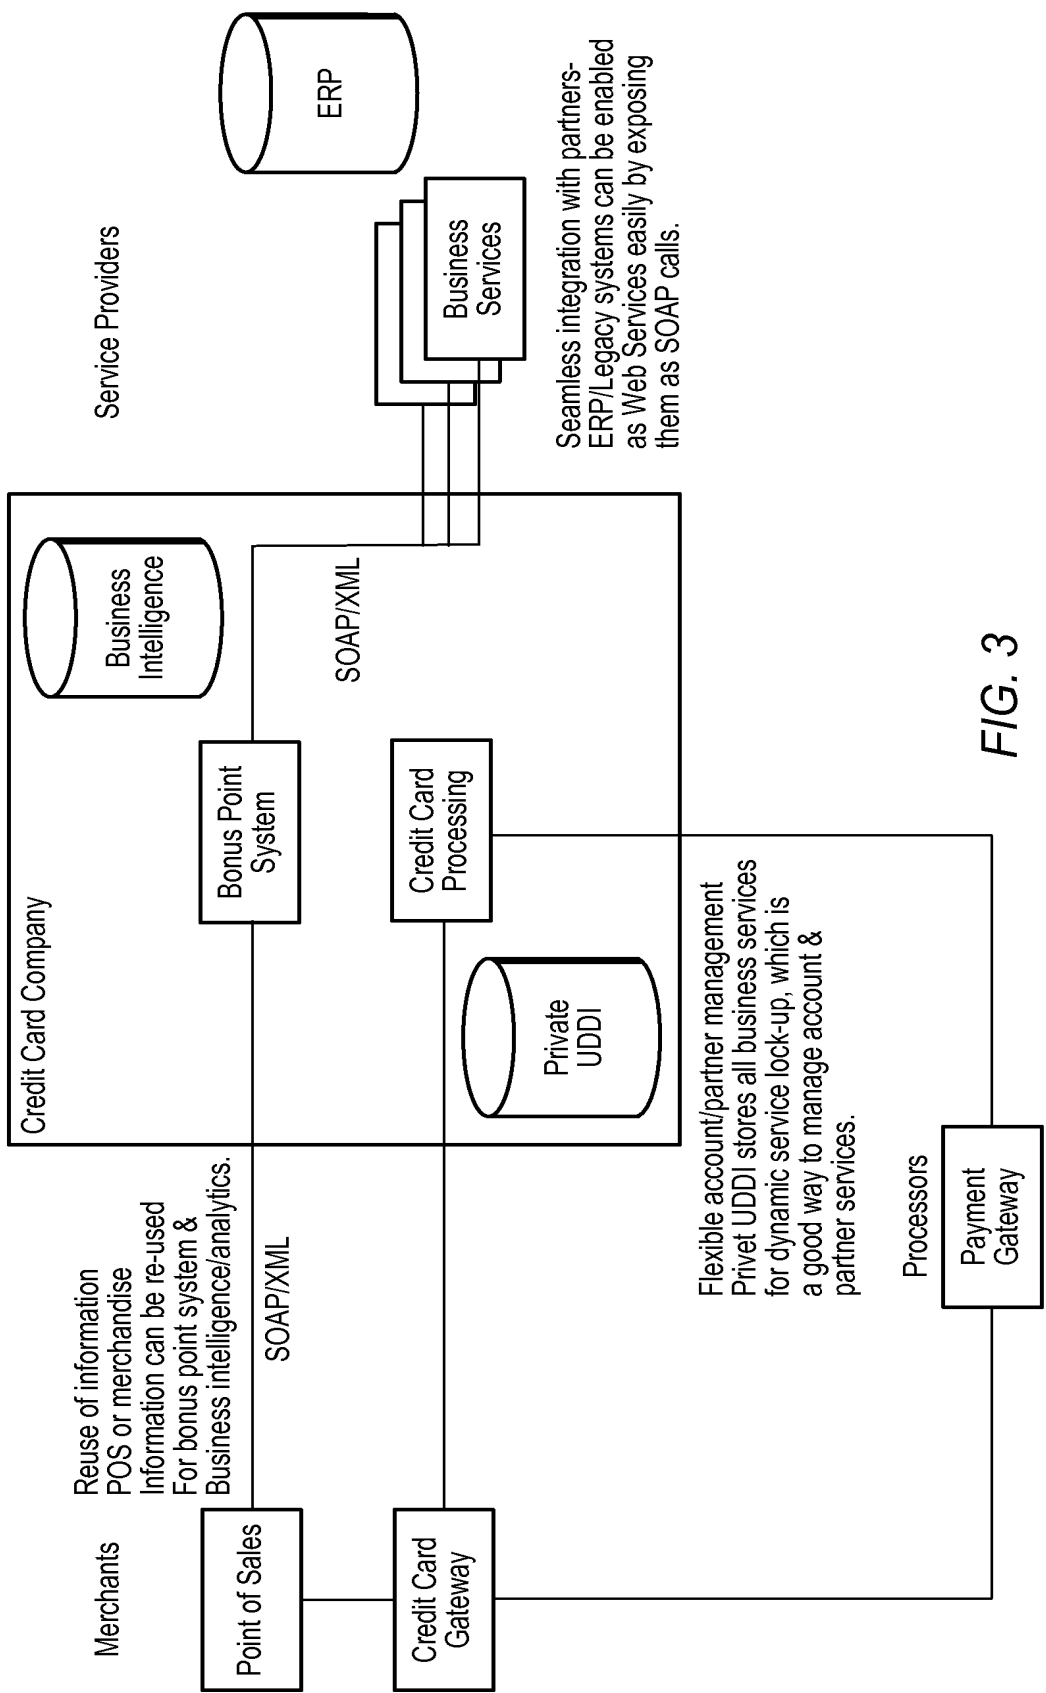 Merchants
Point of Sales
Credit Card
Gateway
Reuse of information
POS or merchandise
Information can be re-used
For bonus point system &
Business intelligence/analytics.
SOAP/XML
Credit Card Company
Bonus Point
System
Business
Intelligence
SOAP/XML
Credit Card
Processing
Private
UDDI
Service Providers
ERP
Business
Services
Seamless integration with partners-
ERP/Legacy systems can be enabled
as Web Services easily by exposing
them as SOAP calls.
Flexible account/partner management
Privet UDDI stores all business services
for dynamic service lock-up, which is
a good way to manage account &
partner services.
Processors
Payment
Gateway
FIG. 3